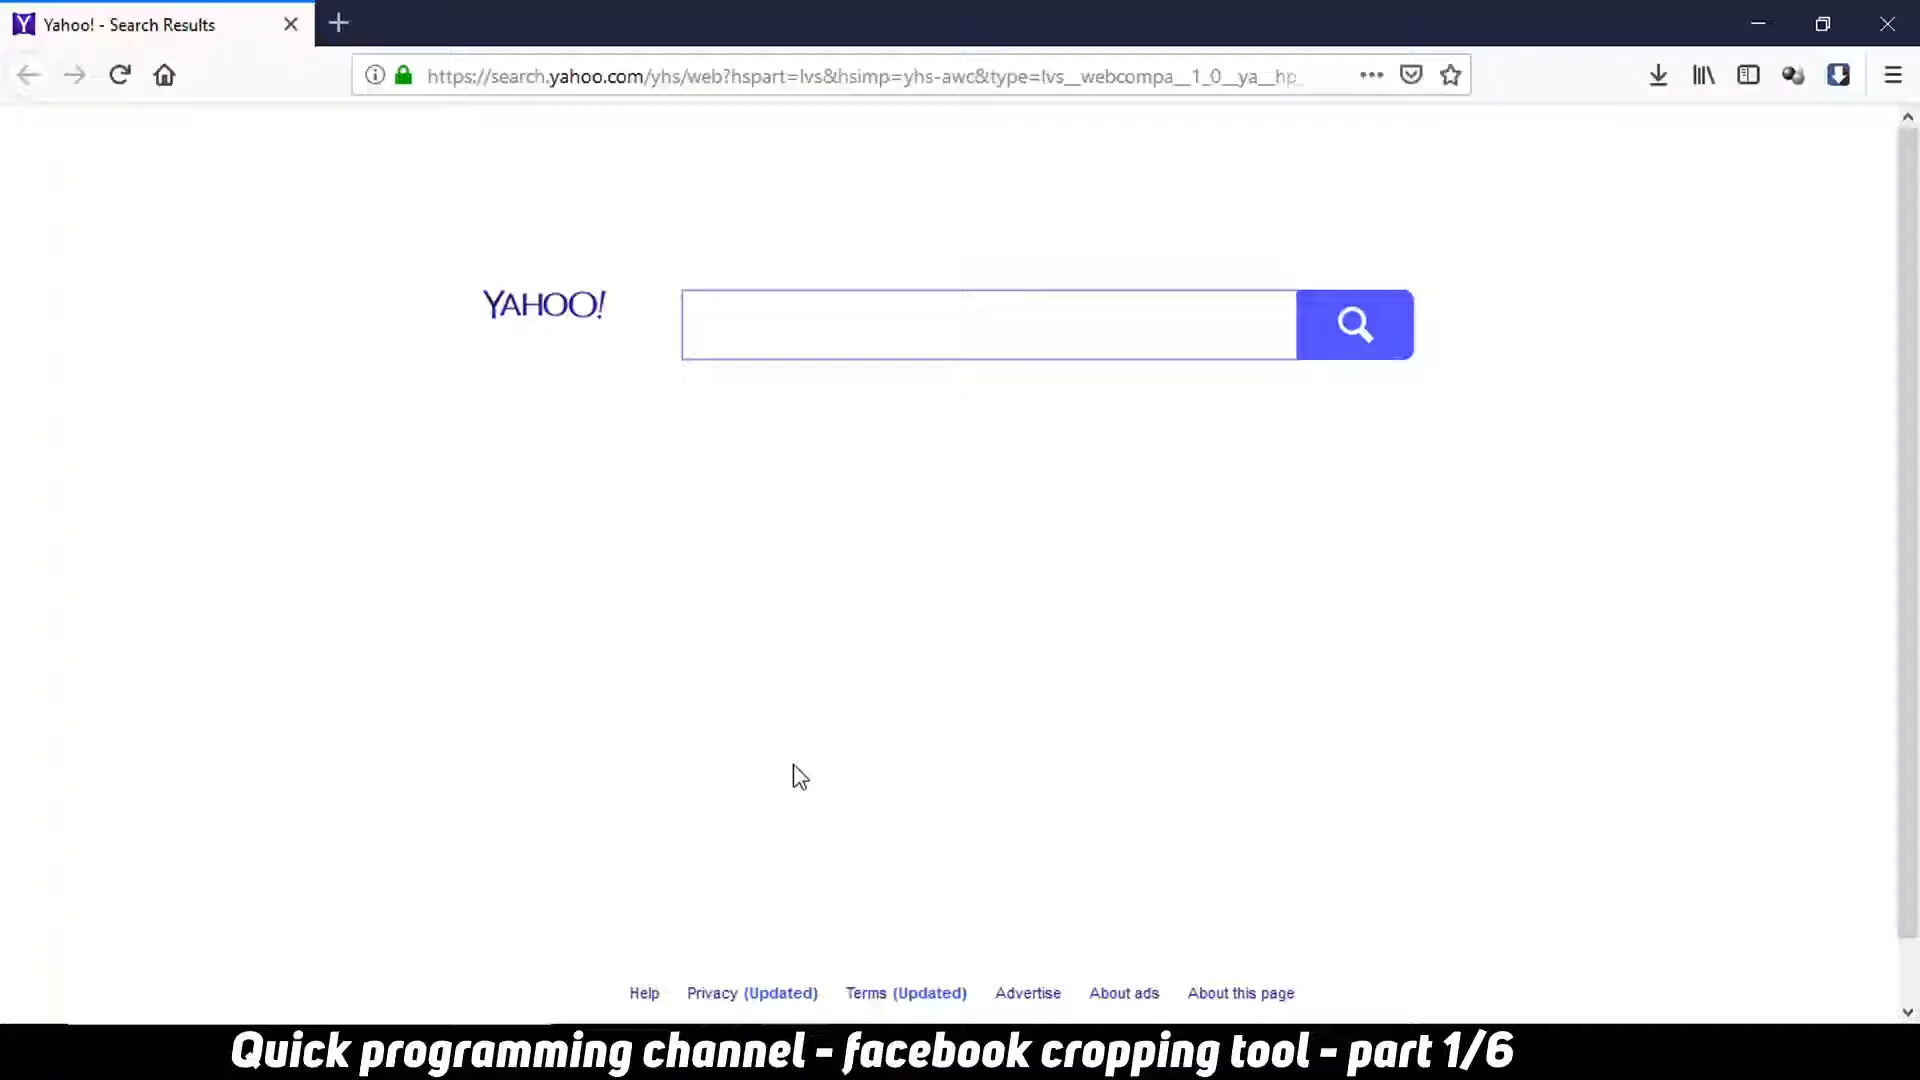 Yahoo! - Search Results
https://search.yahoo.com/yhs/web?hspart=lvs&hsimp=yhs-awc&type=lvs__webcompa__1_0__ya__hp_
YAHOO!
Help Privacy (Updated) Terms (Updated) Advertise About ads About this page
Quick programming channel - facebook cropping tool - part 1/6